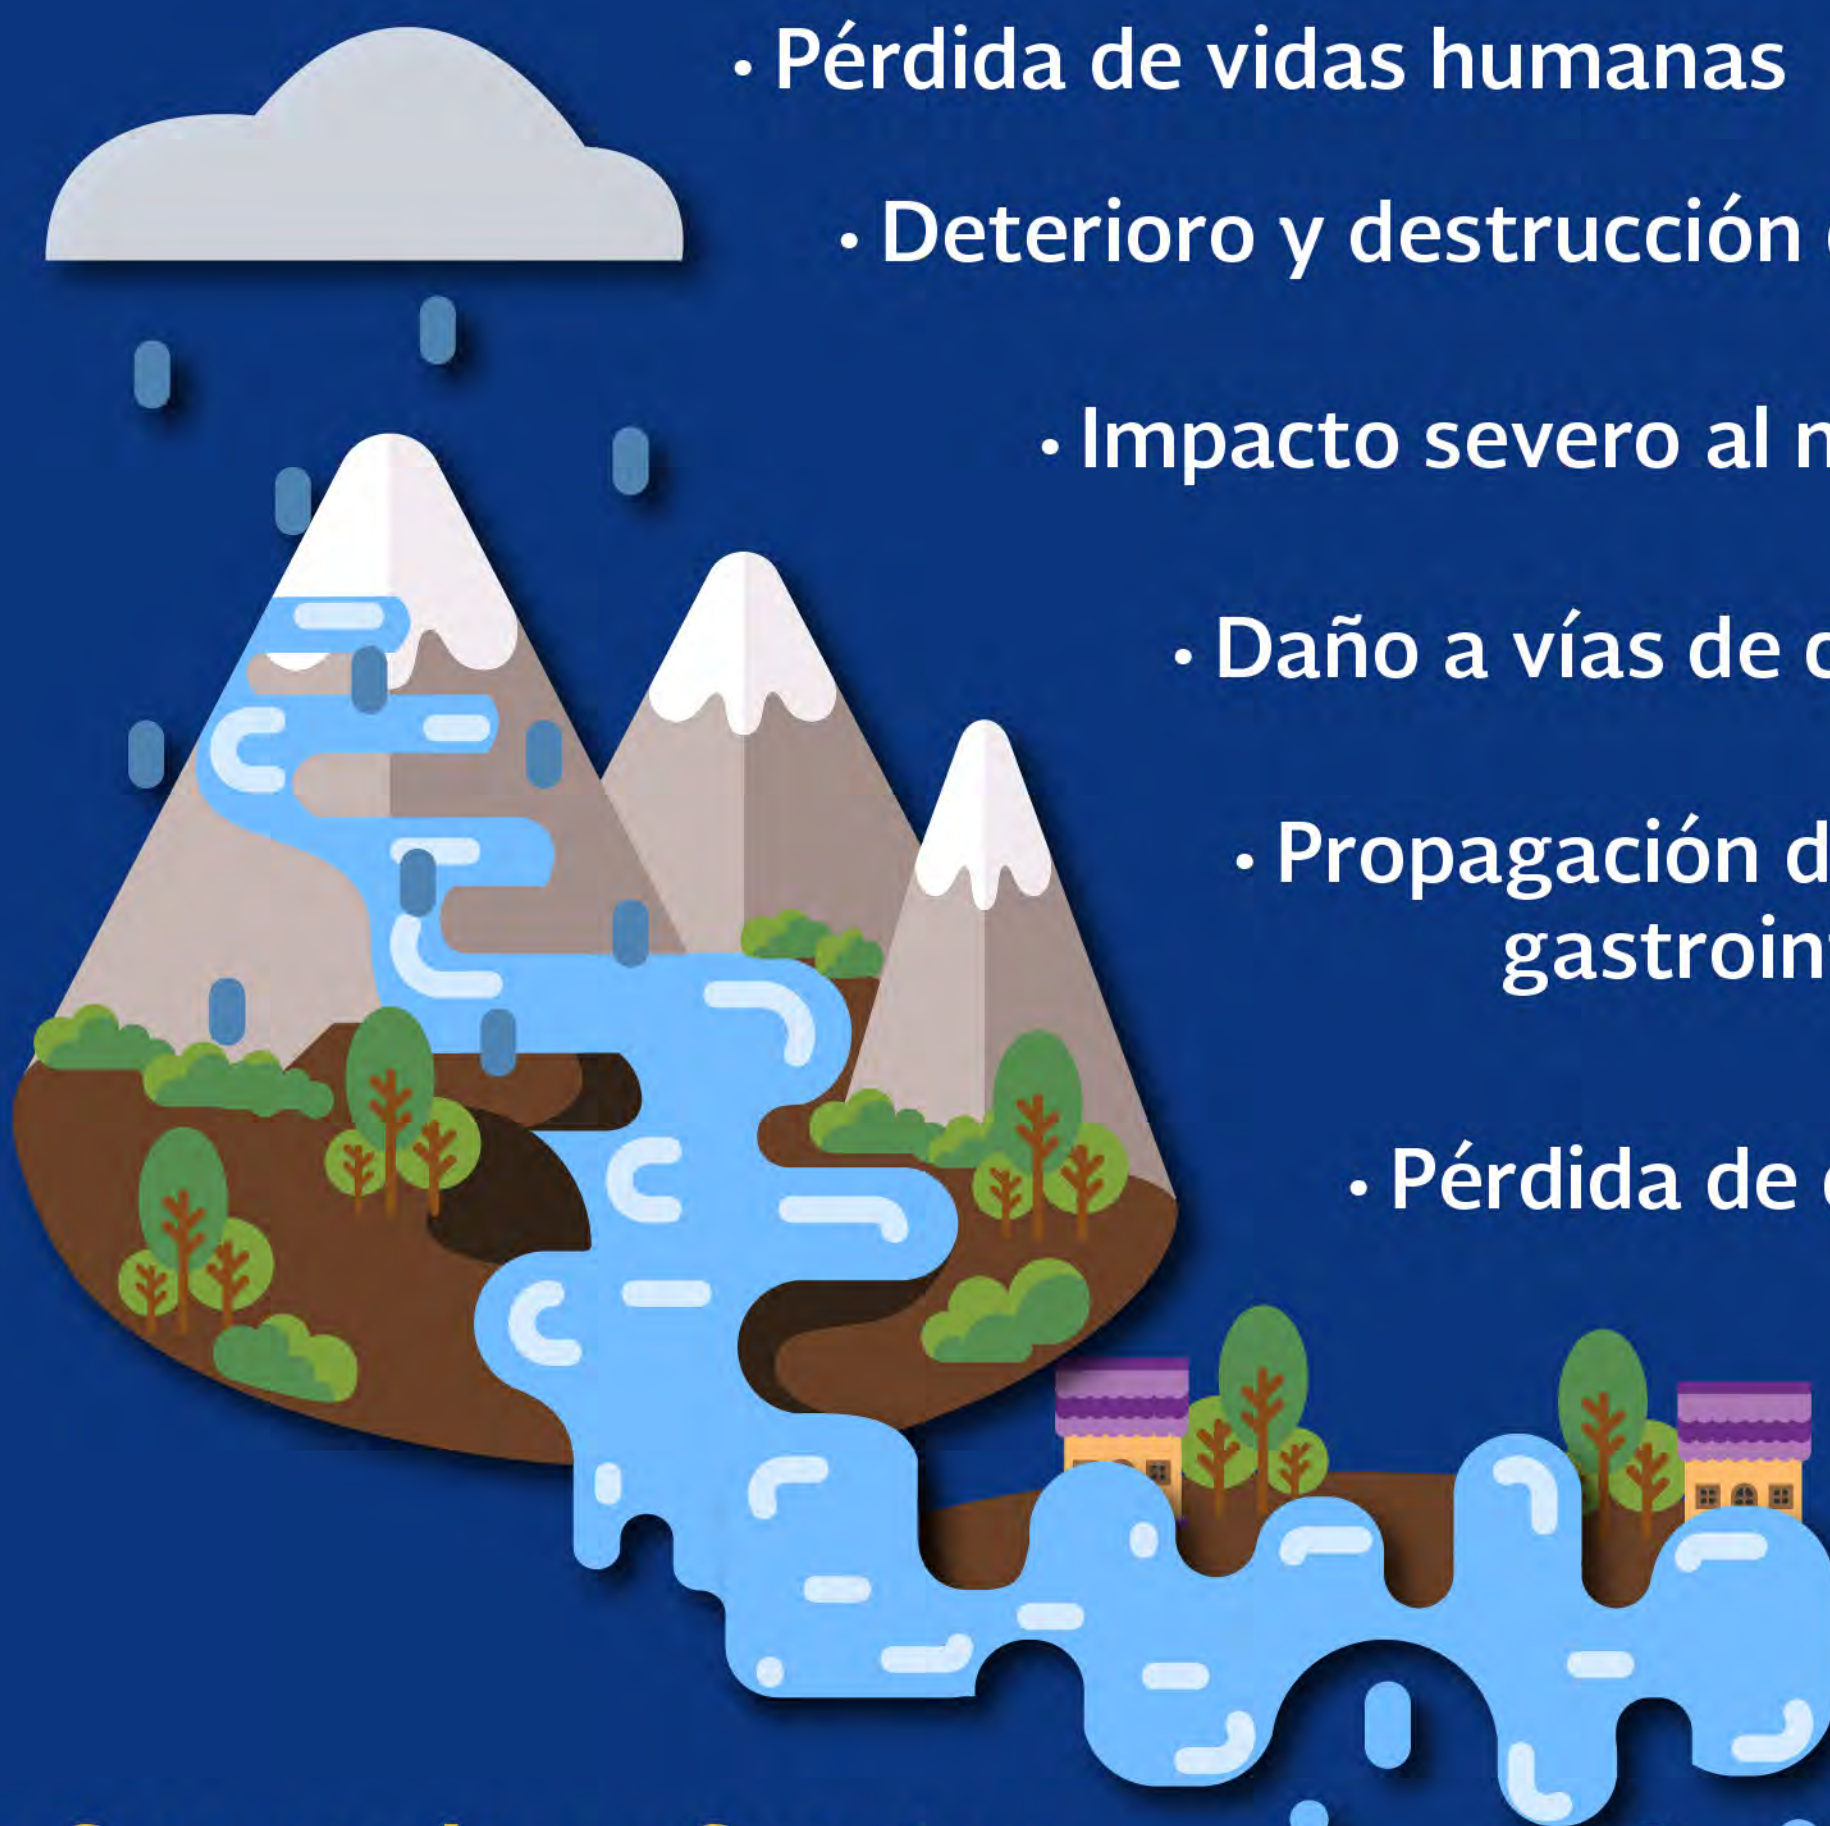 • Pérdida de vidas humanas
• Deterioro y destrucción
• Impacto severo al
• Daño a vías de
• Propagación
• Pérdida de